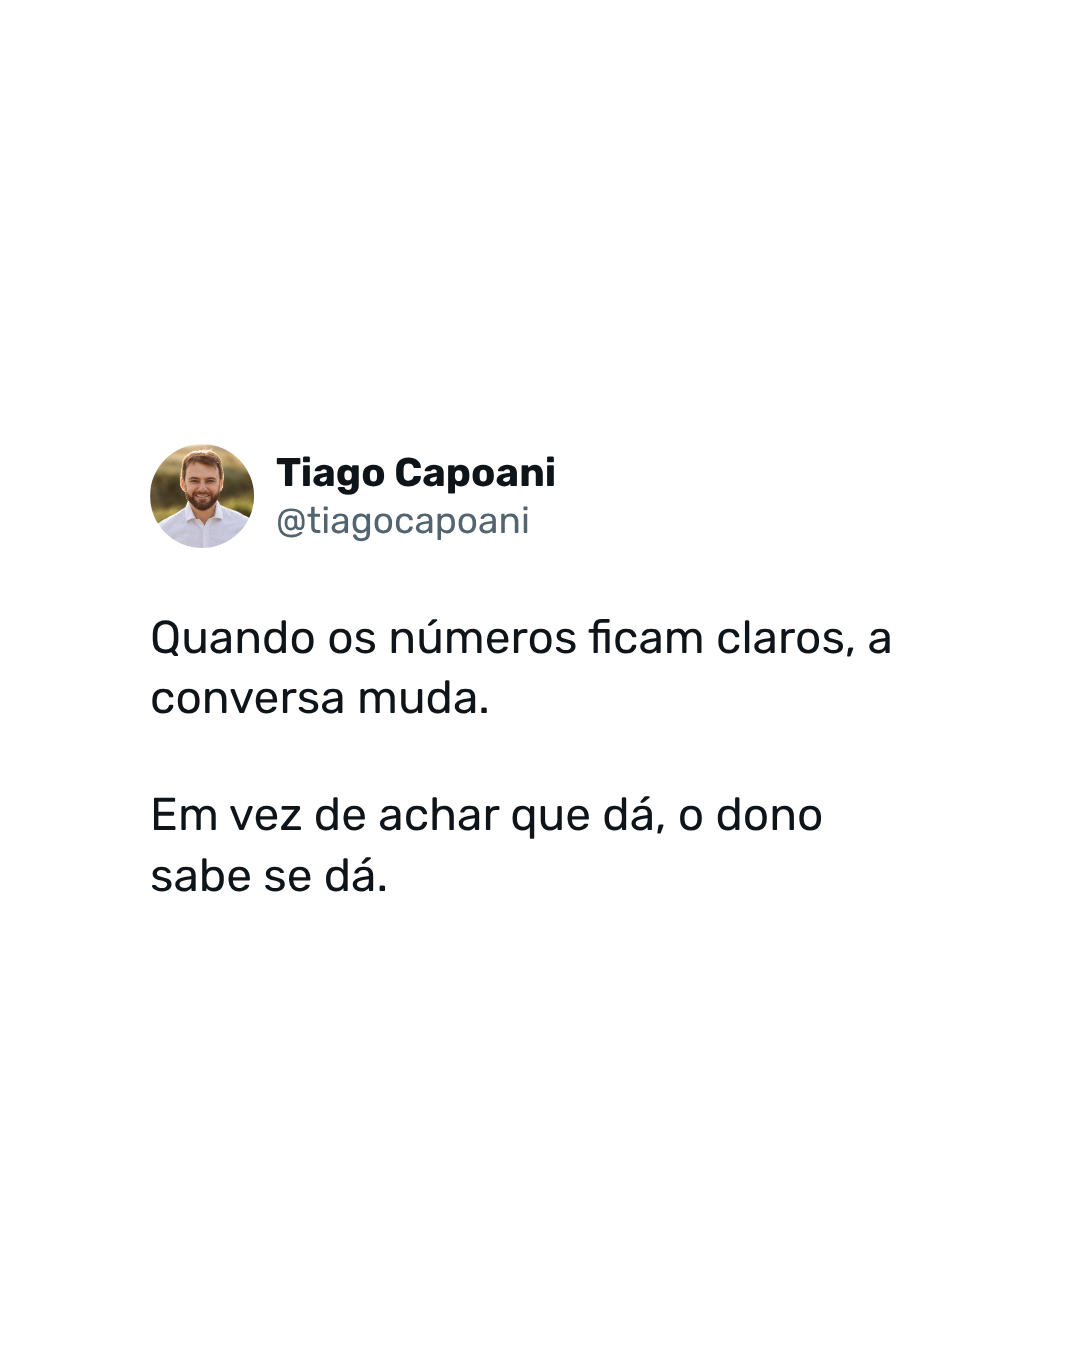 Tiago Capoani
@tiagocapoani
Quando os números ficam claros, a
conversa muda.
Em vez de achar que dá, o dono
sabe se dá.